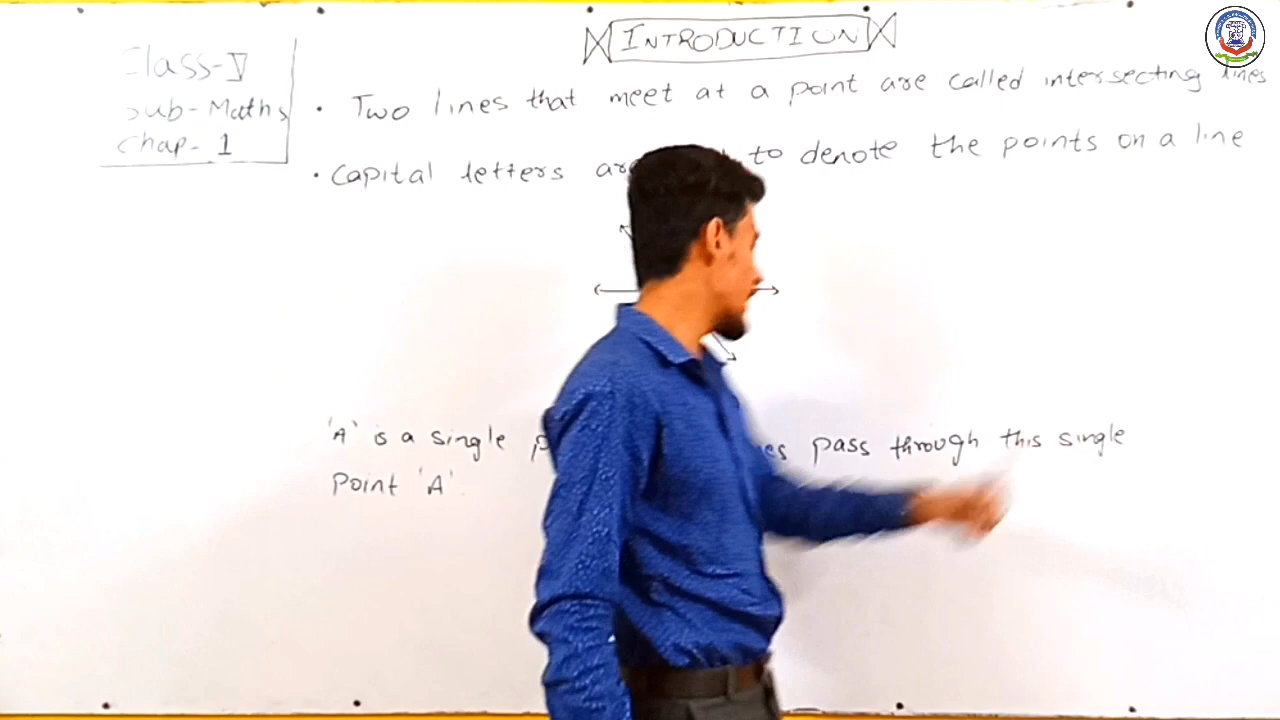 INTRODUCTION
Class-V
Sub-Maths
Chap-1
• Two lines that meet at a point are called intersecting lines
• Capital letters are to denote the points on a line
'A' is a single pass through this single
Point 'A'.